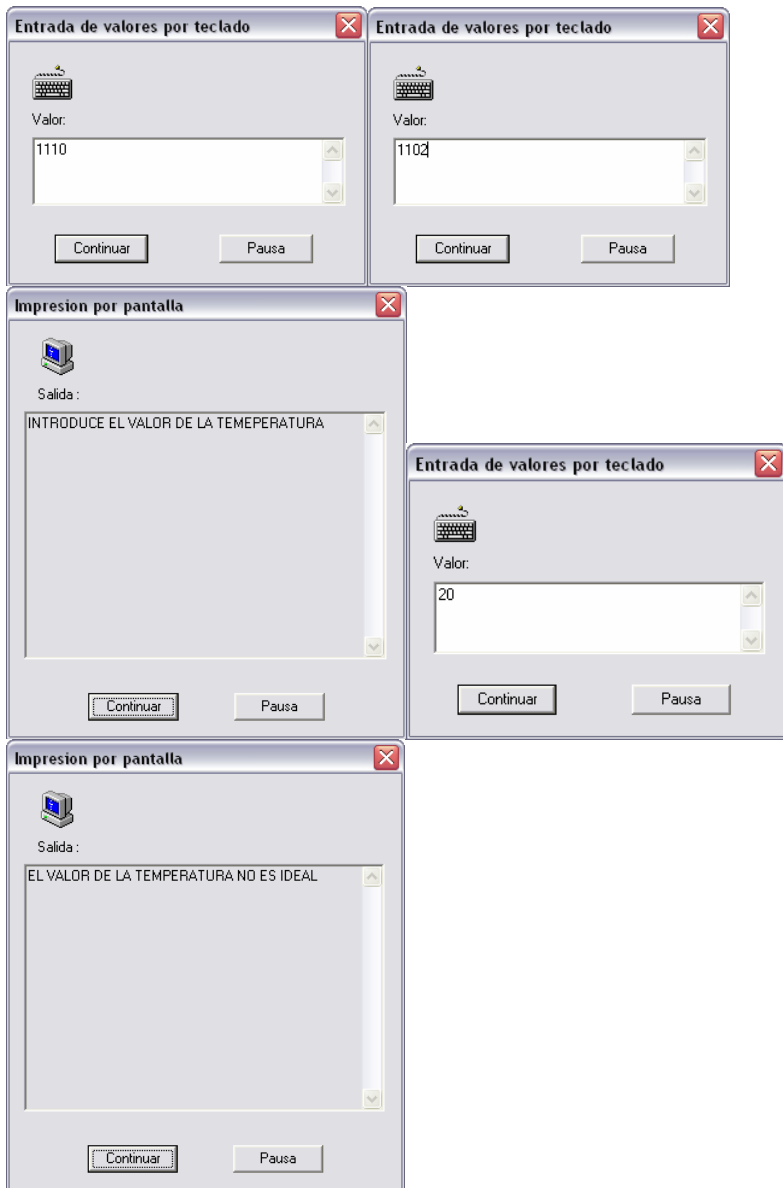 Entrada de valores por teclado
Valor:
1110
Continuar Pausa
Entrada de valores por teclado
Valor:
1102
Continuar Pausa
Impresion por pantalla
Salida :
INTRODUCE EL VALOR DE LA TEMEPERATURA
Continuar Pausa
Entrada de valores por teclado
Valor:
20
Continuar Pausa
Impresion por pantalla
Salida :
EL VALOR DE LA TEMPERATURA NO ES IDEAL
Continuar Pausa